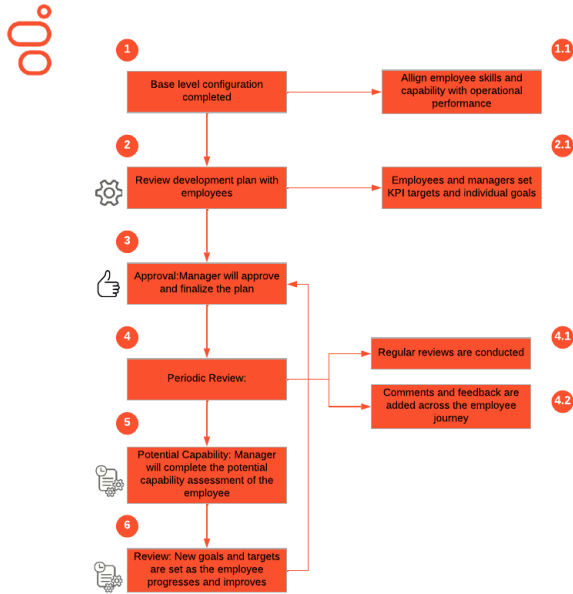 1
1.1
Base level configuration
completed
Allign employee skills and
capability with operational
performance
2
2.1
Review development plan with
employees
Employees and managers set
KPI targets and individual goals
3
Approval:Manager will approve
and finalize the plan
4
4.1
Periodic Review:
Regular reviews are conducted
4.2
Comments and feedback are
added across the employee
journey
5
Potential Capability: Manager
will complete the potential
capability assessment of the
employee
6
Review: New goals and targets
are set as the employee
progresses and improves